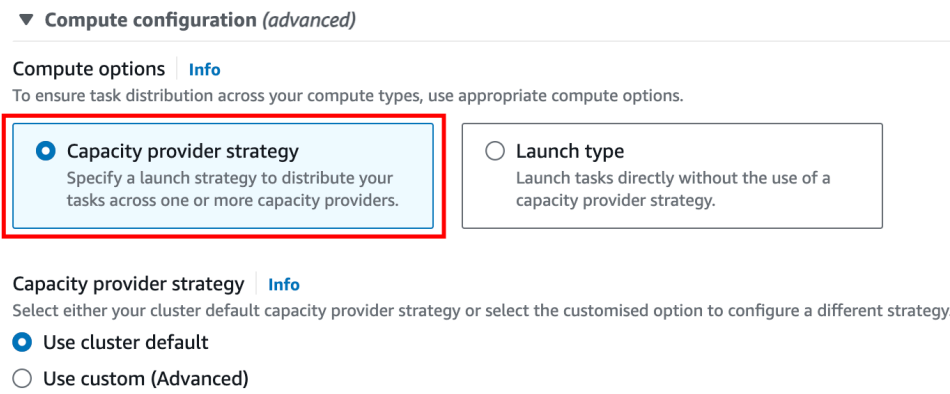 Compute configuration (advanced)
Compute options Info
To ensure task distribution across your compute types, use appropriate compute options.
Capacity provider strategy
Specify a launch strategy to distribute your
tasks across one or more capacity providers.
Launch type
Launch tasks directly without the use of a
capacity provider strategy.
Capacity provider strategy Info
Select either your cluster default capacity provider strategy or select the customised option to configure a different strategy.
Use cluster default
Use custom (Advanced)